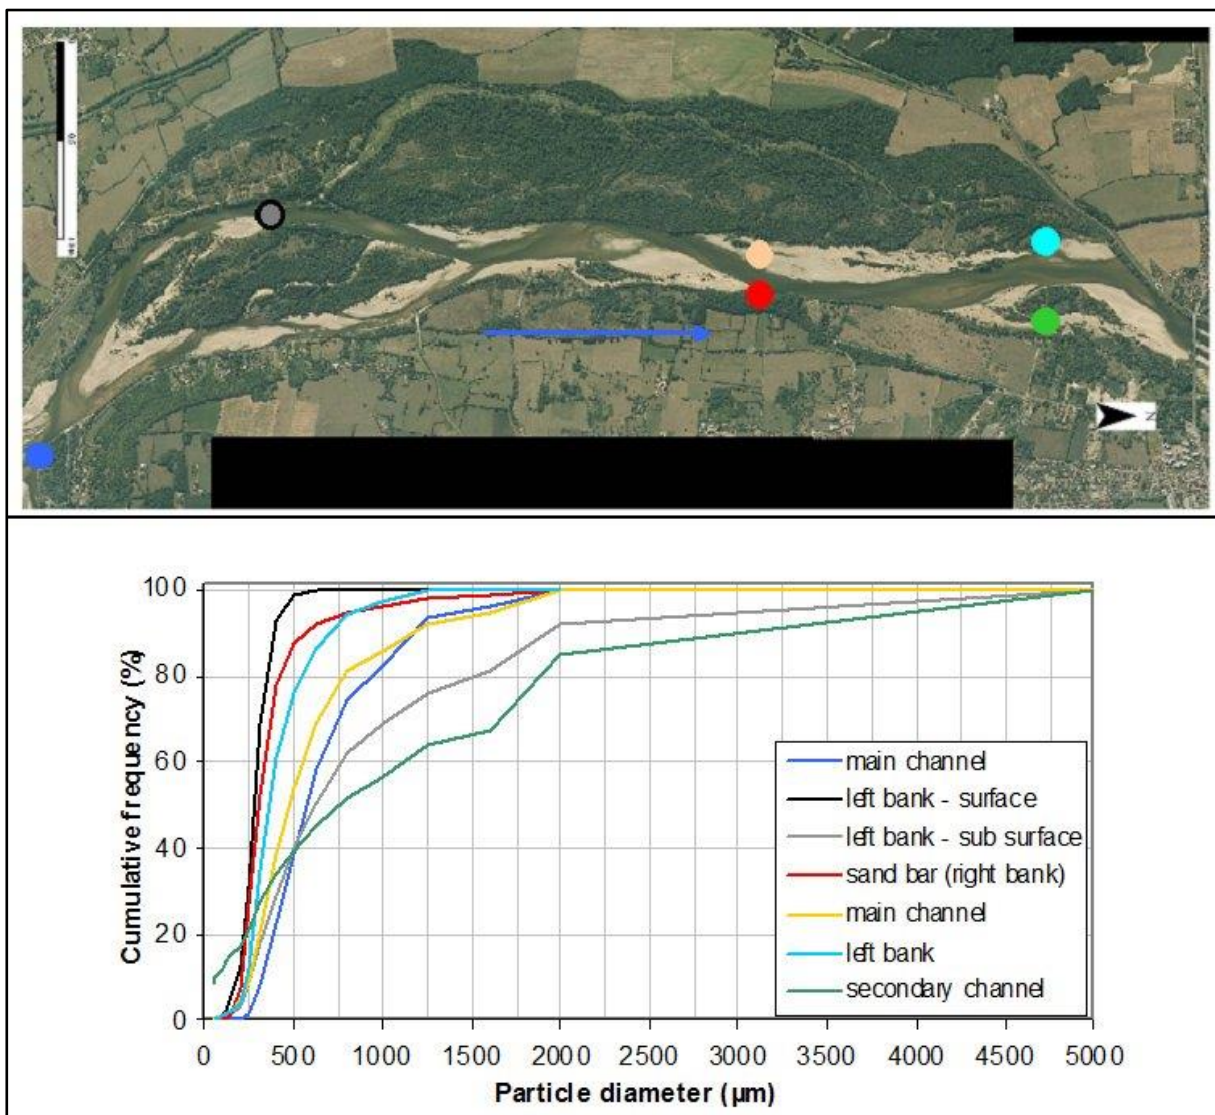 N
Cumulative frequency (%)
100
80
60
40
20
0
main channel
left bank - surface
left bank - sub surface
sand bar (right bank)
main channel
left bank
secondary channel
0 500 1000 1500 2000 2500 3000 3500 4000 4500 5000
Particle diameter (µm)